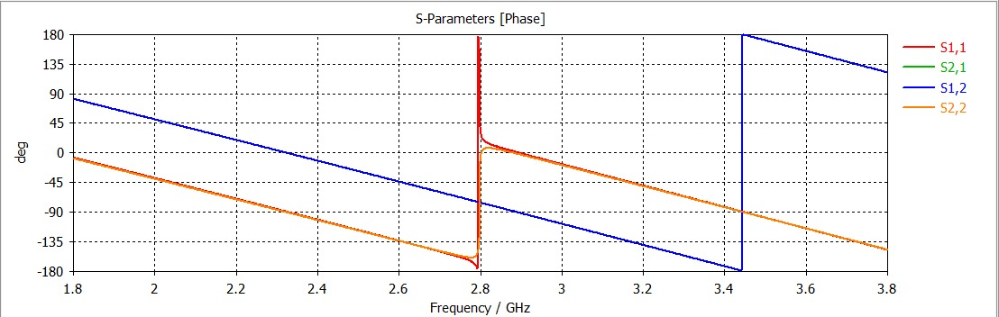 S-Parameters [Phase]
180
135
90
45
0
-45
-90
-135
-180
deg
1.8 2 2.2 2.4 2.6 2.8 3 3.2 3.4 3.6 3.8
Frequency / GHz
S1,1
S2,1
S1,2
S2,2